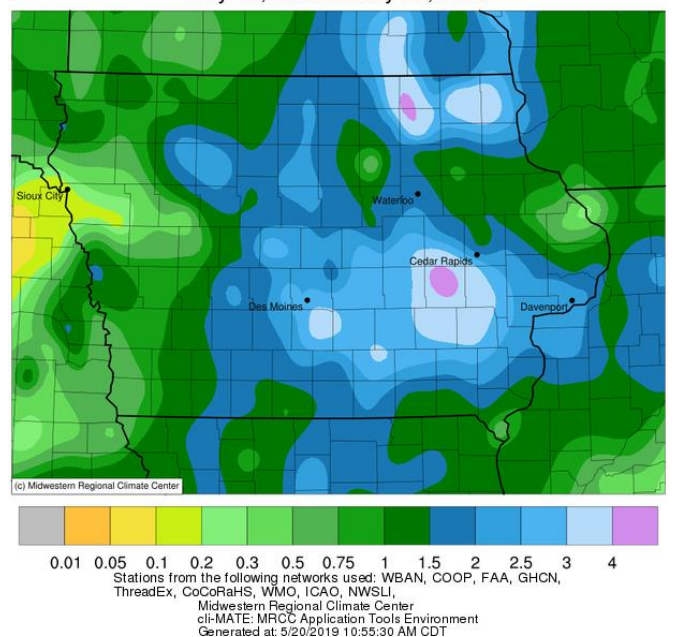 Sioux City
Waterloo
Cedar Rapids
Des Moines
Davenport
(c) Midwestern Regional Climate Center
0.01 0.05 0.1 0.2 0.3 0.5 0.75 1 1.5 2 2.5 3 4
Stations from the following networks used: WBAN, COOP, FAA, GHCN,
ThreadEx, CoCoRaHS, WMO, ICAO, NWSLI,
Midwestern Regional Climate Center
cli-MATE: MRCC Application Tools Environment
Generated at: 5/20/2019 10:55:30 AM CDT